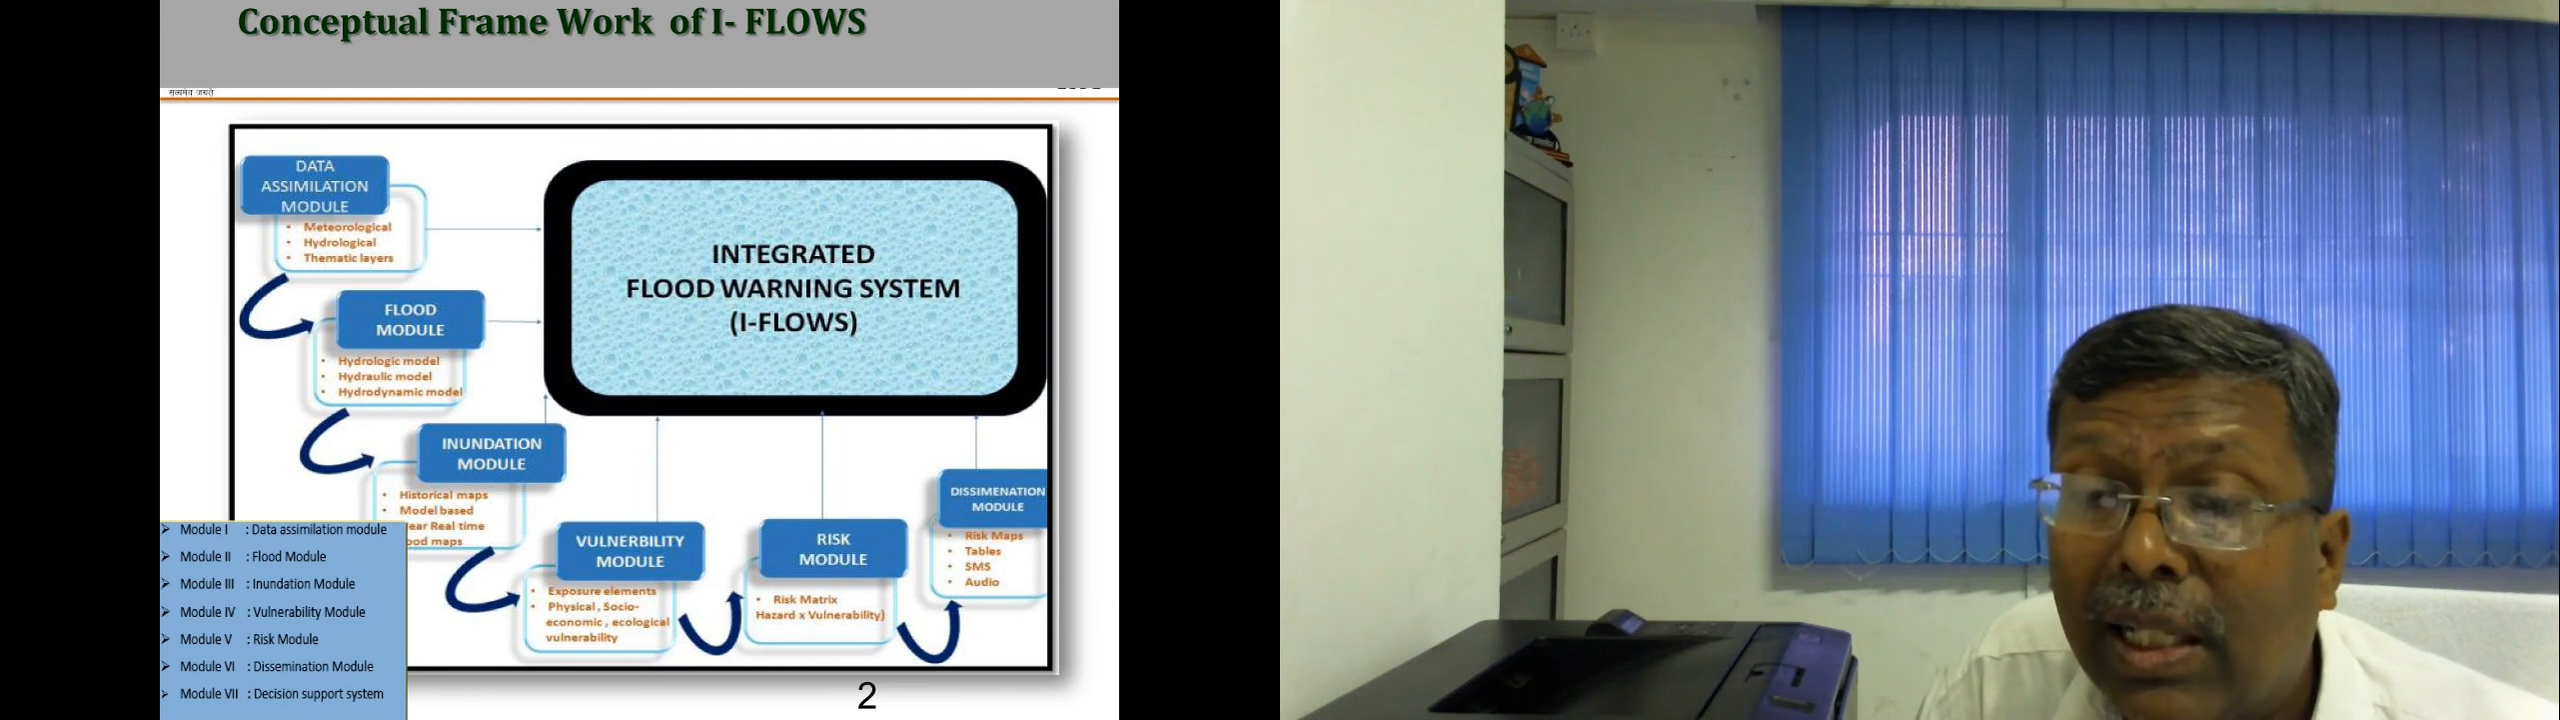 Conceptual Frame Work of I- FLOWS
सत्यमेव जयते
DATA
ASSIMILATION
MODULE
• Meteorological
• Hydrological
• Thematic layers
FLOOD
MODULE
• Hydrologic model
• Hydraulic model
• Hydrodynamic model
INUNDATION
MODULE
• Historical maps
• Model based
Real time
maps
VULNERBILITY
MODULE
• Exposure elements
• Physical , Socio-
economic , ecological
vulnerability
RISK
MODULE
• Risk Matrix
Hazard x Vulnerability)
DISSIMENATION
MODULE
• Risk Maps
• Tables
• SMS
• Audio
INTEGRATED
FLOOD WARNING SYSTEM
(I-FLOWS)
Module I : Data assimilation module
Module II : Flood Module
Module III : Inundation Module
Module IV : Vulnerability Module
Module V : Risk Module
Module VI : Dissemination Module
Module VII : Decision support system
2